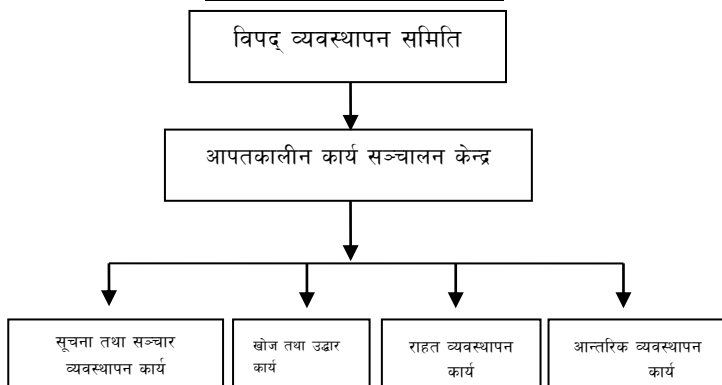 विपद् व्यवस्थापन समिति
आपतकालीन कार्य सञ्चालन केन्द्र
सूचना तथा सञ्चार
व्यवस्थापन कार्य
खोज तथा उद्धार
कार्य
राहत व्यवस्थापन
कार्य
आन्तरिक व्यवस्थापन
कार्य